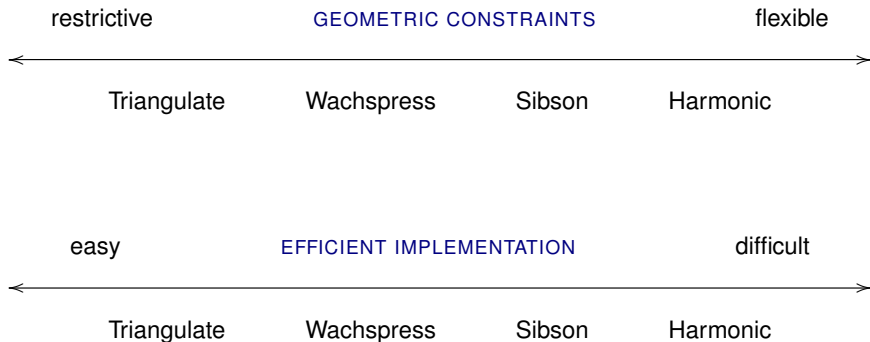 restrictive GEOMETRIC CONSTRAINTS flexible
Triangulate Wachspress Sibson Harmonic
easy EFFICIENT IMPLEMENTATION difficult
Triangulate Wachspress Sibson Harmonic